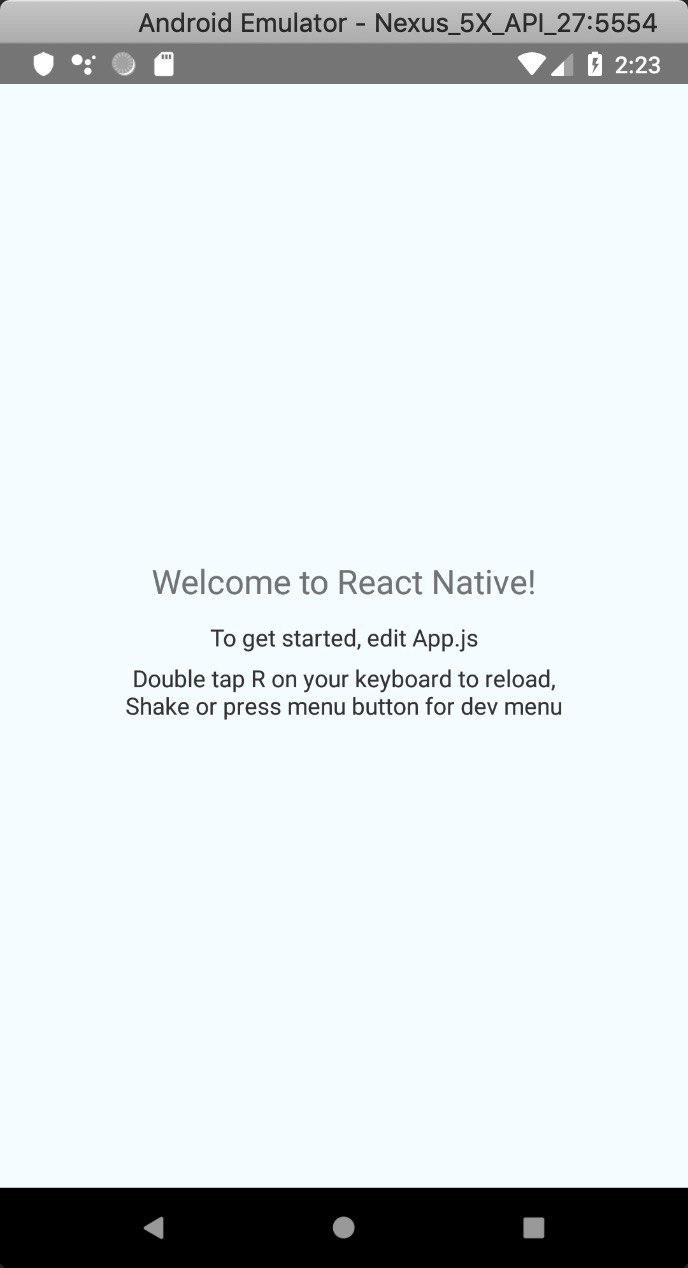 Android Emulator - Nexus_5X_API_27:5554
2:23
Welcome to React Native!
To get started, edit App.js
Double tap R on your keyboard to reload,
Shake or press menu button for dev menu